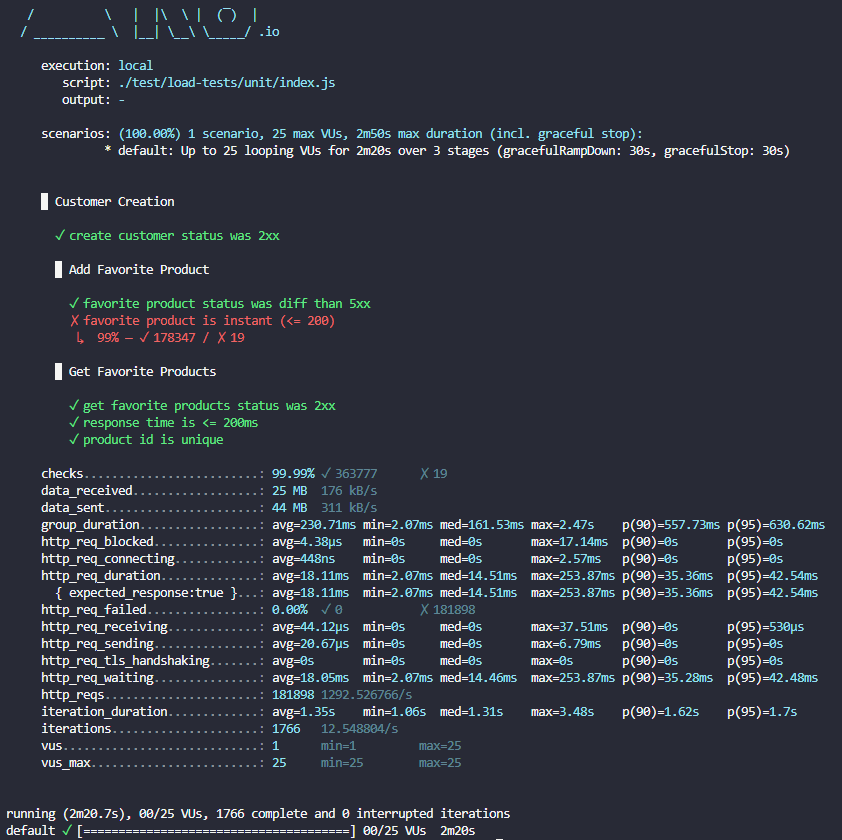 /          \   |  |\  \ |  (‾)  |
/ __________ \  |__| \__\ \_____/ .io
execution: local
script: ./test/load-tests/unit/index.js
output: -
scenarios: (100.00%) 1 scenario, 25 max VUs, 2m50s max duration (incl. graceful stop):
* default: Up to 25 looping VUs for 2m20s over 3 stages (gracefulRampDown: 30s, gracefulStop: 30s)
█ Customer Creation
✓ create customer status was 2xx
█ Add Favorite Product
✓ favorite product status was diff than 5xx
✗ favorite product is instant (<= 200)
↳  99% — ✓ 178347 / ✗ 19
█ Get Favorite Products
✓ get favorite products status was 2xx
✓ response time is <= 200ms
✓ product id is unique
checks.........................: 99.99% ✓ 363777      ✗ 19
data_received..................: 25 MB  176 kB/s
data_sent......................: 44 MB  311 kB/s
group_duration.................: avg=230.71ms min=2.07ms med=161.53ms max=2.47s    p(90)=557.73ms p(95)=630.62ms
http_req_blocked...............: avg=4.38µs   min=0s     med=0s       max=17.14ms  p(90)=0s       p(95)=0s
http_req_connecting............: avg=448ns    min=0s     med=0s       max=2.57ms   p(90)=0s       p(95)=0s
http_req_duration..............: avg=18.11ms  min=2.07ms med=14.51ms  max=253.87ms p(90)=35.36ms  p(95)=42.54ms
{ expected_response:true }...: avg=18.11ms  min=2.07ms med=14.51ms  max=253.87ms p(90)=35.36ms  p(95)=42.54ms
http_req_failed................: 0.00%  ✓ 0           ✗ 181898
http_req_receiving.............: avg=44.12µs  min=0s     med=0s       max=37.51ms  p(90)=0s       p(95)=530µs
http_req_sending...............: avg=20.67µs  min=0s     med=0s       max=6.79ms   p(90)=0s       p(95)=0s
http_req_tls_handshaking.......: avg=0s       min=0s     med=0s       max=0s       p(90)=0s       p(95)=0s
http_req_waiting...............: avg=18.05ms  min=2.07ms med=14.46ms  max=253.87ms p(90)=35.28ms  p(95)=42.48ms
http_reqs......................: 181898 1292.526766/s
iteration_duration.............: avg=1.35s    min=1.06s  med=1.31s    max=3.48s    p(90)=1.62s    p(95)=1.7s
iterations.....................: 1766   12.548804/s
vus............................: 1      min=1         max=25
vus_max........................: 25     min=25        max=25
running (2m20.7s), 00/25 VUs, 1766 complete and 0 interrupted iterations
default ✓ [======================================] 00/25 VUs  2m20s